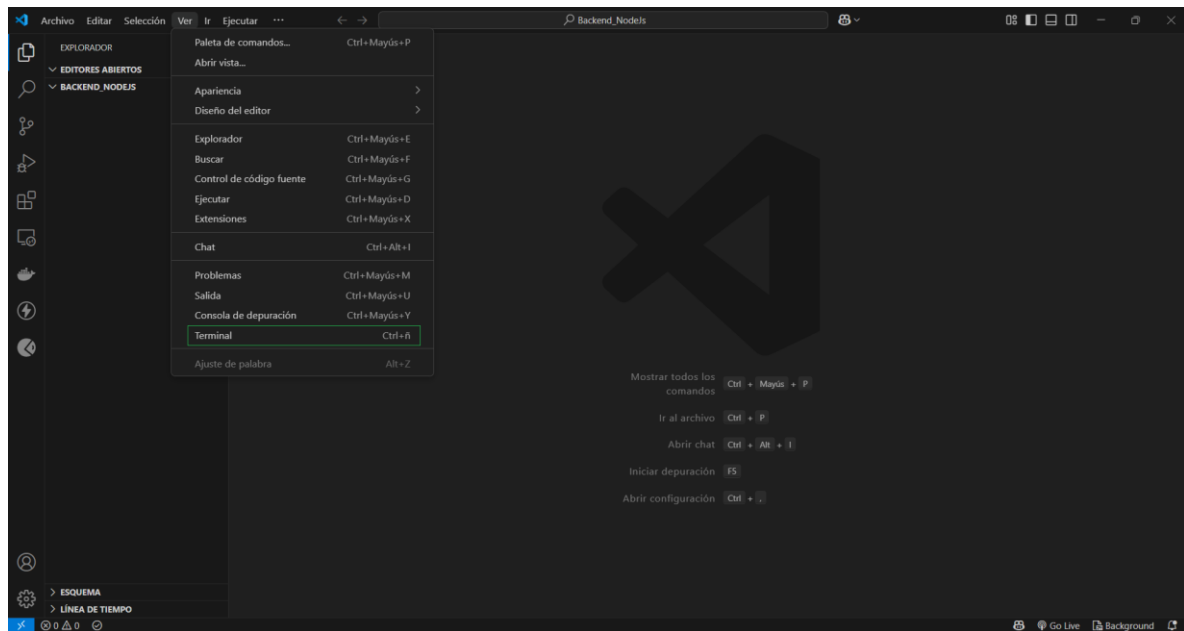 Archivo Editar Selección Ver Ir Ejecutar ··· Backend_NodeJs
EXPLORADOR
EDITORES ABIERTOS
BACKEND_NODEJS
Paleta de comandos... Ctrl+Mayús+P
Abrir vista...
Apariencia
Diseño del editor
Explorador Ctrl+Mayús+E
Buscar Ctrl+Mayús+F
Control de código fuente Ctrl+Mayús+G
Ejecutar Ctrl+Mayús+D
Extensiones Ctrl+Mayús+X
Chat Ctrl+Alt+I
Problemas Ctrl+Mayús+M
Salida Ctrl+Mayús+U
Consola de depuración Ctrl+Mayús+Y
Terminal Ctrl+ñ
Ajuste de palabra Alt+Z
Mostrar todos los
comandos Ctrl + Mayús + P
Ir al archivo Ctrl + P
Abrir chat Ctrl + Alt + I
Iniciar depuración F5
Abrir configuración Ctrl + ,
ESQUEMA
LÍNEA DE TIEMPO
0 0 Go Live Background